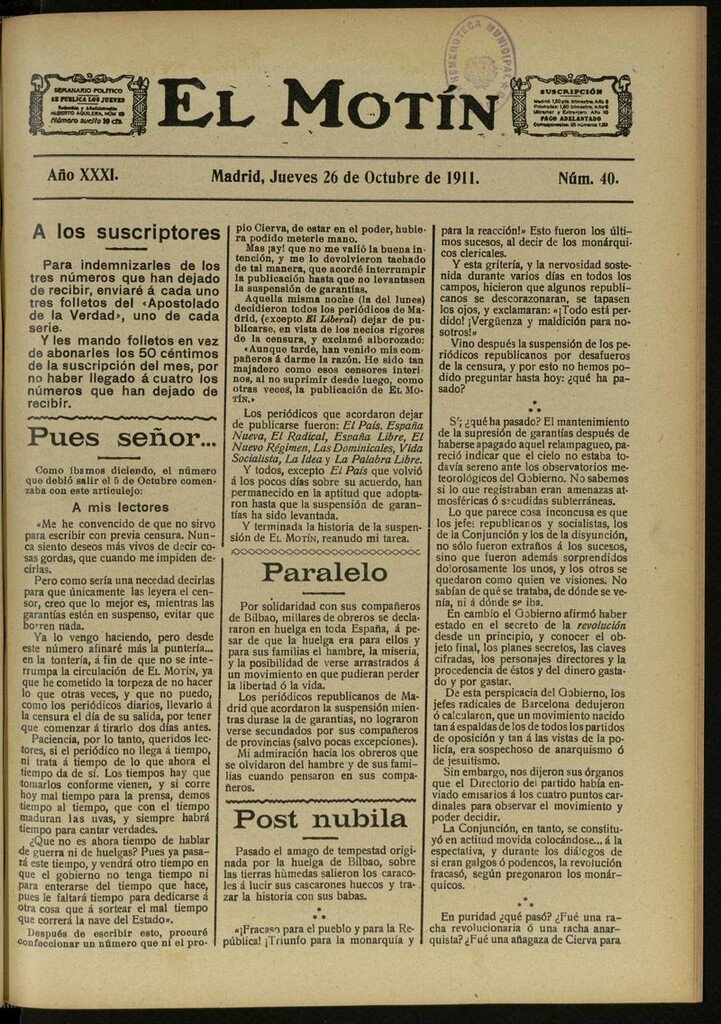 HEMEROTECA MUNICIPAL
SEMANARIO POLÍTICO
SE PUBLICA LOS JUEVES
Redacción y Administración
ALBERTO AGUILERA, NÚM
Número suelto 10 cts.
EL MOTÍN
SUSCRIPCIÓN
Madrid, 1,50 pts. trimestre, Año 6
PAGO ADELANTADO
Año XXXI.
Madrid, Jueves 26 de Octubre de 1911.
Núm. 40.
A los suscriptores
Para indemnizarles de los
tres números que han dejado
de recibir, enviaré á cada uno
tres folletos del «Apostolado
de la Verdad», uno de cada
serie.
Y les mando folletos en vez
de abonarles los 50 céntimos
de la suscripción del mes, por
no haber llegado á cuatro los
números que han dejado de
recibir.
Pues señor...
Como íbamos diciendo, el número
que debió salir el 5 de Octubre comen-
zaba con este articulejo:
A mis lectores
«Me he convencido de que no sirvo
para escribir con previa censura. Nun-
ca siento deseos más vivos de decir co-
sas gordas, que cuando me impiden de-
cirlas.
Pero como sería una necedad decirlas
para que únicamente las leyera el cen-
sor, creo que lo mejor es, mientras las
garantías estén en suspenso, evitar que
borren nada.
Ya lo vengo haciendo, pero desde
este número afinaré más la puntería...
en la tontería, á fin de que no se inte-
rrumpa la circulación de EL MOTÍN, ya
que he cometido la torpeza de no hacer
lo que otras veces, y que no puedo,
como los periódicos diarios, llevarlo á
la censura el día de su salida, por tener
que comenzar á tirarlo dos días antes.
Paciencia, por lo tanto, queridos lec-
tores, si el periódico no llega á tiempo,
ni trata á tiempo de lo que ahora el
tiempo da de sí. Los tiempos hay que
tomarlos conforme vienen, y si corre
hoy mal tiempo para la prensa, demos
tiempo al tiempo, que con el tiempo
maduran las uvas, y siempre habrá
tiempo para cantar verdades.
¿Que no es ahora tiempo de hablar
de guerra ni de huelgas? Pues ya pasa-
rá este tiempo, y vendrá otro tiempo en
que el gobierno no tenga tiempo ni
para enterarse del tiempo que hace,
pues le faltará tiempo para dedicarse á
otra cosa que á sortear el mal tiempo
que correrá la nave del Estado».
Después de escribir esto, procuré
confeccionar un número que ni el pro-
pio Cierva, de estar en el poder, hubie-
ra podido meterle mano.
Mas ¡ay! que no me valió la buena in-
tención, y me lo devolvieron tachado
de tal manera, que acordé interrumpir
la publicación hasta que no levantasen
la suspensión de garantías.
Aquella misma noche (la del lunes)
decidieron todos los periódicos de Ma-
drid, (excepto El Liberal) dejar de pu-
blicarse, en vista de los necios rigores
de la censura, y exclamé alborozado:
«Aunque tarde, han venido mis com-
pañeros á darme la razón. He sido tan
majadero como esos censores interi-
nos, al no suprimir desde luego, como
otras veces, la publicación de EL MO-
TÍN.»
Los periódicos que acordaron dejar
de publicarse fueron: El País, España
Nueva, El Radical, España Libre, El
Nuevo Régimen, Las Dominicales, Vida
Socialista, La Idea y La Palabra Libre.
Y todos, excepto El País que volvió
á los pocos días sobre su acuerdo, han
permanecido en la aptitud que adopta-
ron hasta que la suspensión de garan-
tías ha sido levantada.
Y terminada la historia de la suspen-
sión de EL MOTÍN, reanudo mi tarea.
Paralelo
Por solidaridad con sus compañeros
de Bilbao, millares de obreros se decla-
raron en huelga en toda España, á pe-
sar de que la huelga era para ellos y
para sus familias el hambre, la miseria,
y la posibilidad de verse arrastrados á
un movimiento en que pudieran perder
la libertad ó la vida.
Los periódicos republicanos de Ma-
drid que acordaron la suspensión mien-
tras durase la de garantías, no lograron
verse secundados por sus compañeros
de provincias (salvo pocas excepciones).
Mi admiración hacia los obreros que
se olvidaron del hambre y de sus fami-
lias cuando pensaron en sus compa-
ñeros.
Post nubila
Pasado el amago de tempestad origi-
nada por la huelga de Bilbao, sobre
las tierras húmedas salieron los caraco-
les á lucir sus cascarones huecos y tra-
zar la historia con sus babas.
«¡Fracaso para el pueblo y para la Re-
pública! ¡Triunfo para la monarquía y
para la reacción!» Esto fueron los últi-
mos sucesos, al decir de los monárqui-
cos clericales.
Y esta gritería, y la nerviosidad soste-
nida durante varios días en todos los
campos, hicieron que algunos republi-
canos se descorazonaran, se tapasen
los ojos, y exclamaran: «¡Todo está per-
dido! ¡Vergüenza y maldición para no-
sotros!»
Vino después la suspensión de los pe-
riódicos republicanos por desafueros
de la censura, y por esto no hemos po-
dido preguntar hasta hoy: ¿qué ha pa-
sado?
Sí; ¿qué ha pasado? El mantenimiento
de la supresión de garantías después de
haberse apagado aquel relampagueo, pa-
reció indicar que el cielo no estaba to-
davía sereno ante los observatorios me-
teorológicos del Gobierno. No sabemos
si lo que registraban eran amenazas at-
mosféricas ó sacudidas subterráneas.
Lo que parece cosa inconcusa es que
los jefes republicanos y socialistas, los
de la Conjunción y los de la disyunción,
no sólo fueron extraños á los sucesos,
sino que fueron además sorprendidos
dolorosamente los unos, y los otros se
quedaron como quien ve visiones. No
sabían de qué se trataba, de dónde se ve-
nía, ni á dónde se iba.
En cambio el Gobierno afirmó haber
estado en el secreto de la revolución
desde un principio, y conocer el ob-
jeto final, los planes secretos, las claves
cifradas, los personajes directores y la
procedencia de éstos y del dinero gasta-
do y por gastar.
De esta perspicacia del Gobierno, los
jefes radicales de Barcelona dedujeron
ó calcularon, que un movimiento nacido
tan á espaldas de los de todos los partidos
de oposición y tan á las vistas de la po-
licía, era sospechoso de anarquismo ó
de jesuitismo.
Sin embargo, nos dijeron sus órganos
que el Directorio del partido había en-
viado emisarios á los cuatro puntos car-
dinales para observar el movimiento y
poder decidir.
La Conjunción, en tanto, se constitu-
yó en actitud movida colocándose... á la
espectativa, y durante los diálogos de
si eran galgos ó podencos, la revolución
fracasó, según pregonaron los monár-
quicos.
En puridad ¿qué pasó? ¿Fué una ra-
cha revolucionaria ó una racha anar-
quista? ¿Fué una añagaza de Cierva para